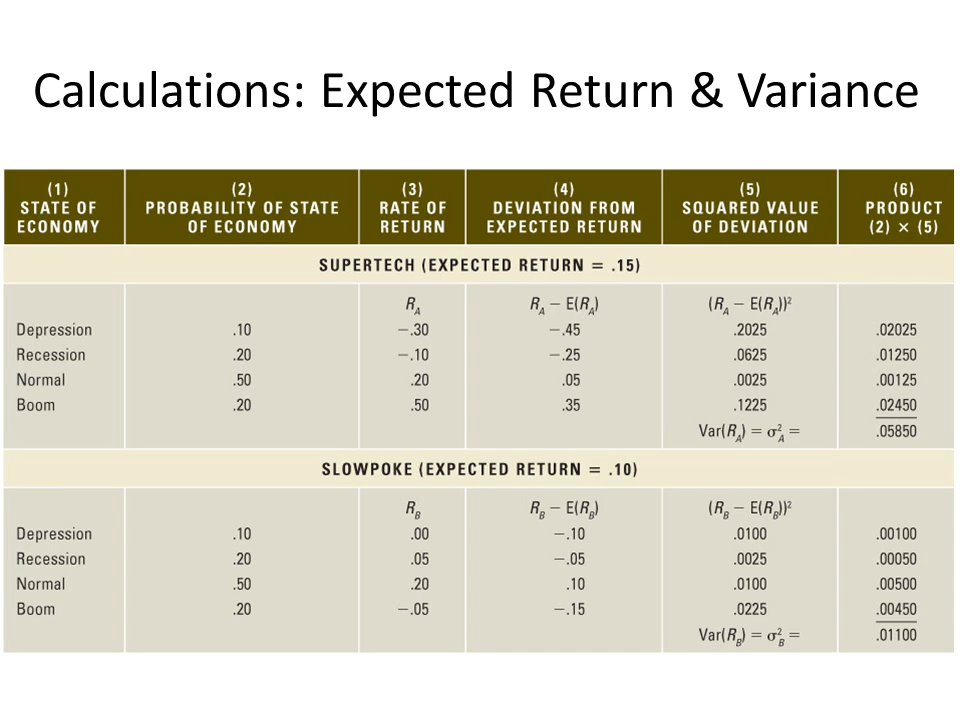 Calculations: Expected Return & Variance
(1) STATE OF ECONOMY (2) PROBABILITY OF STATE OF ECONOMY (3) RATE OF RETURN (4) DEVIATION FROM EXPECTED RETURN (5) SQUARED VALUE OF DEVIATION (6) PRODUCT (2) × (5)
SUPERTECH (EXPECTED RETURN = .15)
R_A R_A − E(R_A) (R_A − E(R_A))²
Depression .10 −.30 −.45 .2025 .02025
Recession .20 −.10 −.25 .0625 .01250
Normal .50 .20 .05 .0025 .00125
Boom .20 .50 .35 .1225 .02450
Var(R_A) = σ²_A = .05850
SLOWPOKE (EXPECTED RETURN = .10)
R_B R_B − E(R_B) (R_B − E(R_B))²
Depression .10 .00 −.10 .0100 .00100
Recession .20 .05 −.05 .0025 .00050
Normal .50 .20 .10 .0100 .00500
Boom .20 −.05 −.15 .0225 .00450
Var(R_B) = σ²_B = .01100